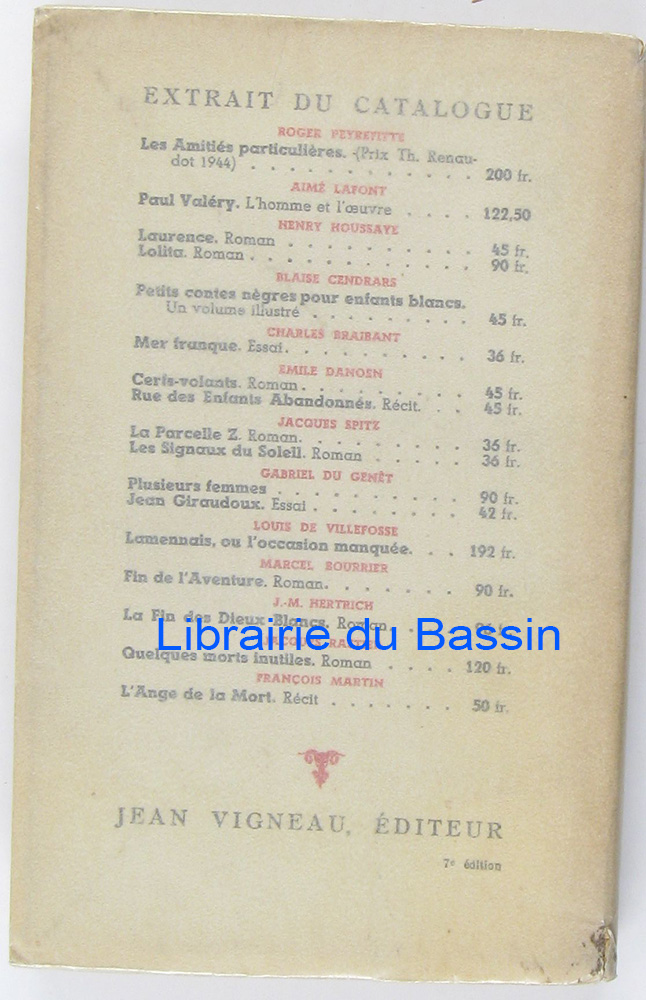 EXTRAIT DU CATALOGUE
ROGER PEYREFITTE
Les Amitiés particulières. -(Prix Th. Renau-
dot 1944) . . . . . . . . . . . . 200 fr.
AIMÉ LAFONT
Paul Valéry. L'homme et l'œuvre . . . . 122,50
HENRY HOUSSAYE
Laurence. Roman . . . . . . . . . . 45 fr.
Lolita. Roman . . . . . . . . . . . . 90 fr.
BLAISE CENDRARS
Petits contes nègres pour enfants blancs.
Un volume illustré . . . . . . . . . 45 fr.
CHARLES BRAIBANT
Mer franque. Essai . . . . . . . . . . 36 fr.
EMILE DANOEN
Cerfs-volants. Roman . . . . . . . . . 45 fr.
Rue des Enfants Abandonnés. Récit. . . 45 fr.
JACQUES SPITZ
La Parcelle Z. Roman. . . . . . . . . 36 fr.
Les Signaux du Soleil. Roman . . . . . 36 fr.
GABRIEL DU GENÊT
Plusieurs femmes . . . . . . . . . . 90 fr.
Jean Giraudoux. Essai . . . . . . . . 42 fr.
LOUIS DE VILLEFOSSE
Lamennais, ou l'occasion manquée. . . 192 fr.
MARCEL BOURRIER
Fin de l'Aventure. Roman. . . . . . . 90 fr.
J.-M. HERTRICH
La Fin des Dieux Blancs. Roman . . fr.
Librairie du Bassin
Quelques morts inutiles. Roman . . . . 120 fr.
FRANÇOIS MARTIN
L'Ange de la Mort. Récit . . . . . . . 50 fr.
JEAN VIGNEAU, ÉDITEUR
7e édition